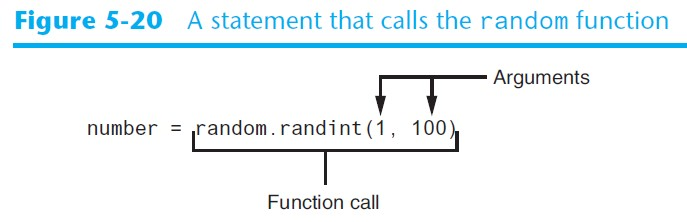 Figure 5-20 A statement that calls the random function
Arguments
number = random.randint(1, 100)
Function call